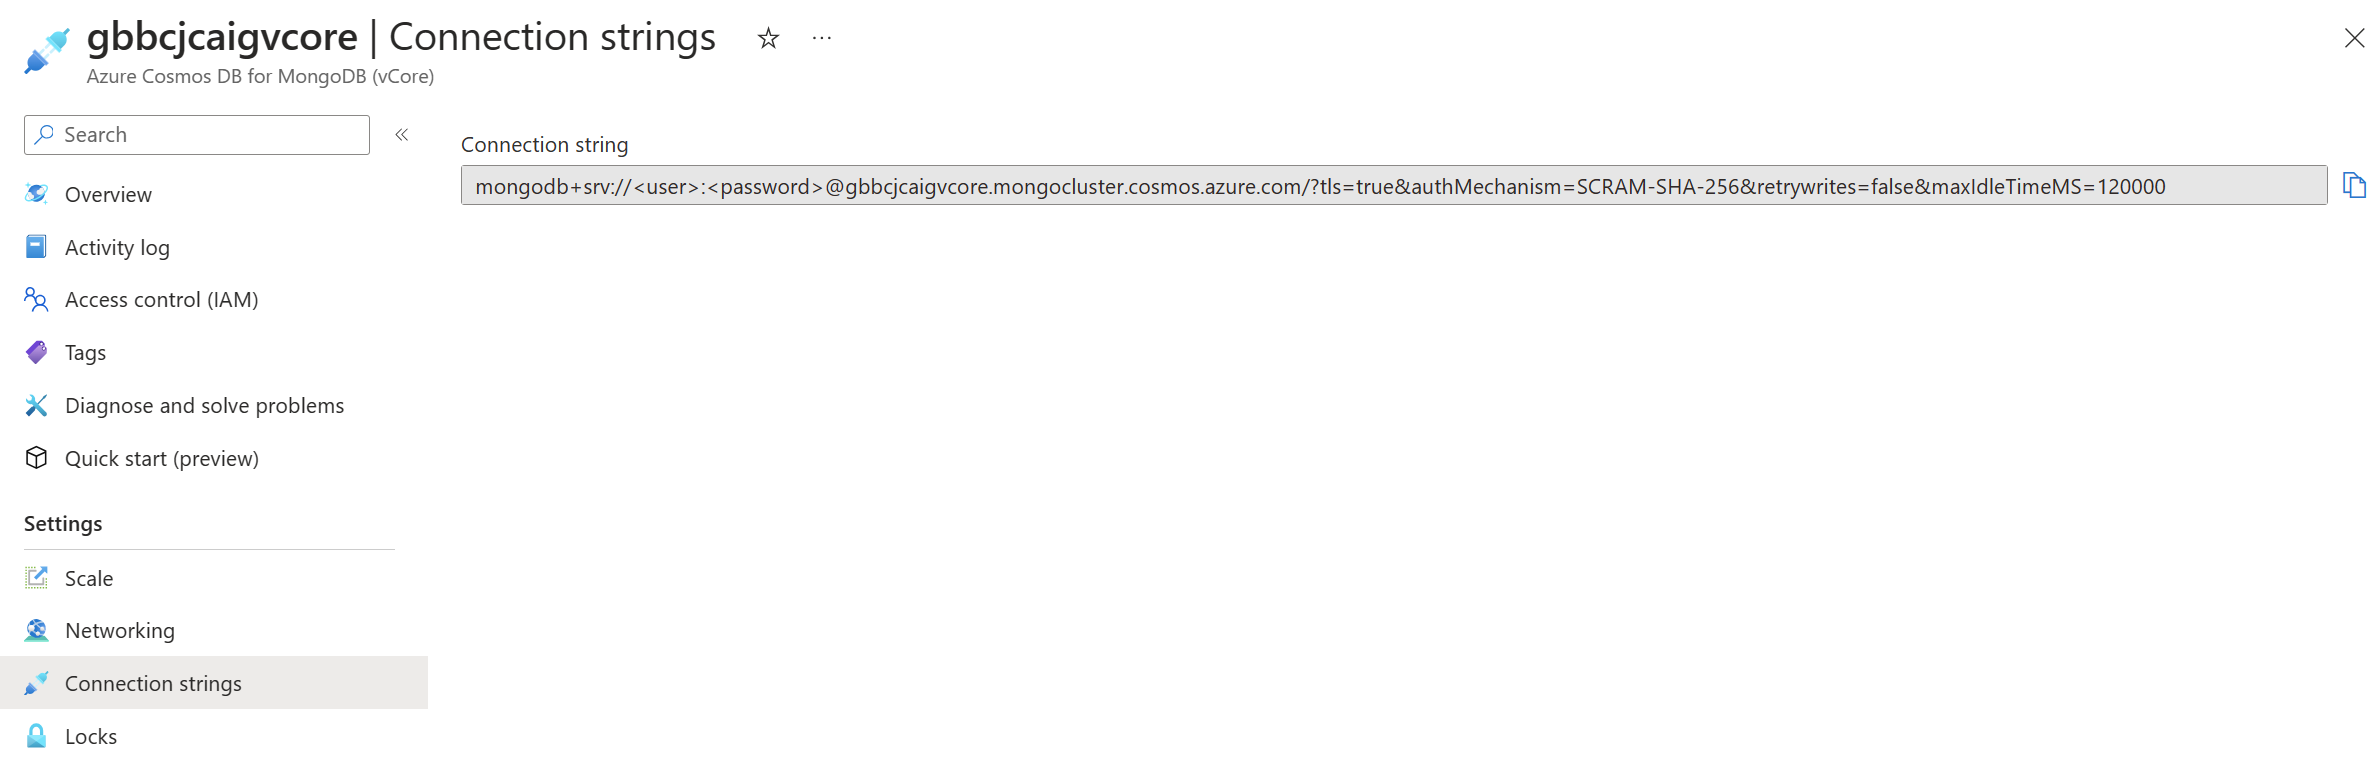 gbbcjcaigvcore | Connection strings
Azure Cosmos DB for MongoDB (vCore)
Search
Overview
Activity log
Access control (IAM)
Tags
Diagnose and solve problems
Quick start (preview)
Settings
Scale
Networking
Connection strings
Locks
Connection string
mongodb+srv://<user>:<password>@gbbcjcaigvcore.mongocluster.cosmos.azure.com/?tls=true&authMechanism=SCRAM-SHA-256&retrywrites=false&maxIdleTimeMS=120000